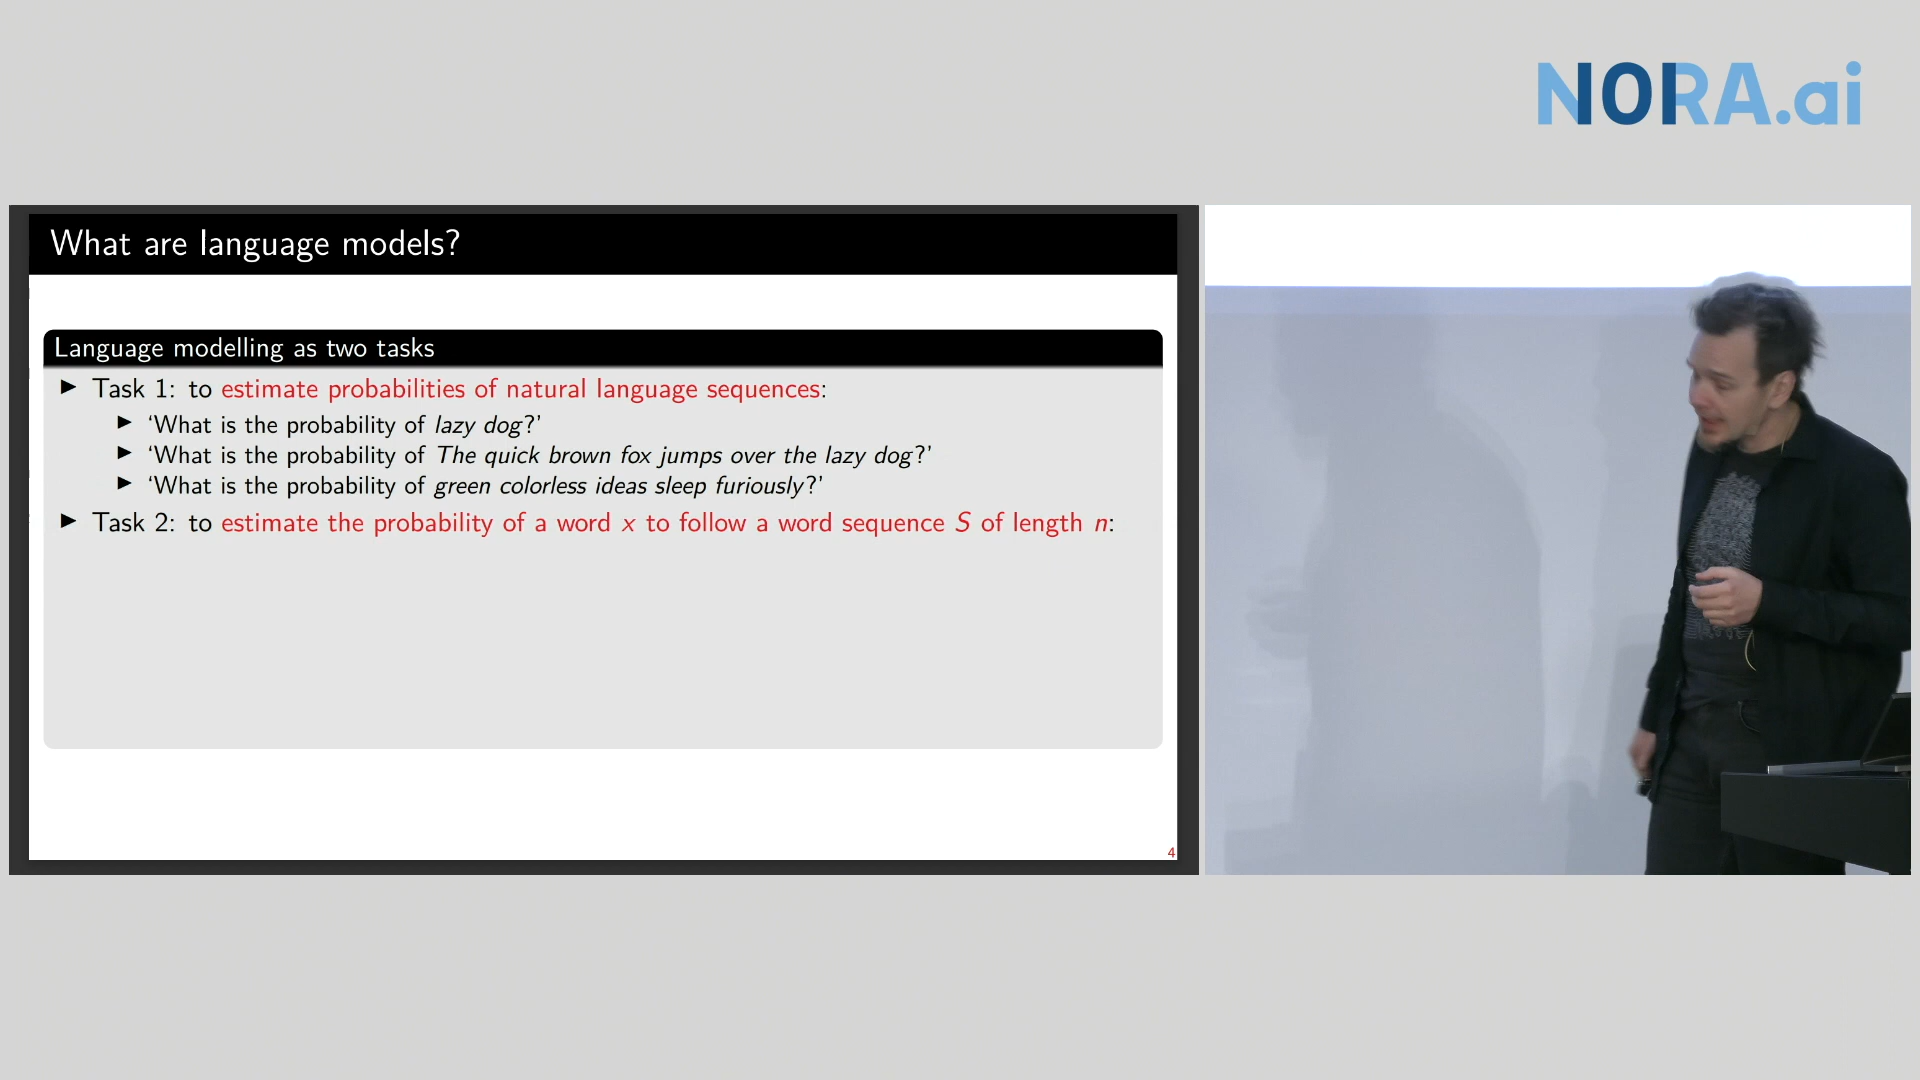 NORA.ai
What are language models?
Language modelling as two tasks
▶ Task 1: to estimate probabilities of natural language sequences:
▶ ‘What is the probability of lazy dog?’
▶ ‘What is the probability of The quick brown fox jumps over the lazy dog?’
▶ ‘What is the probability of green colorless ideas sleep furiously?’
▶ Task 2: to estimate the probability of a word x to follow a word sequence S of length n:
4